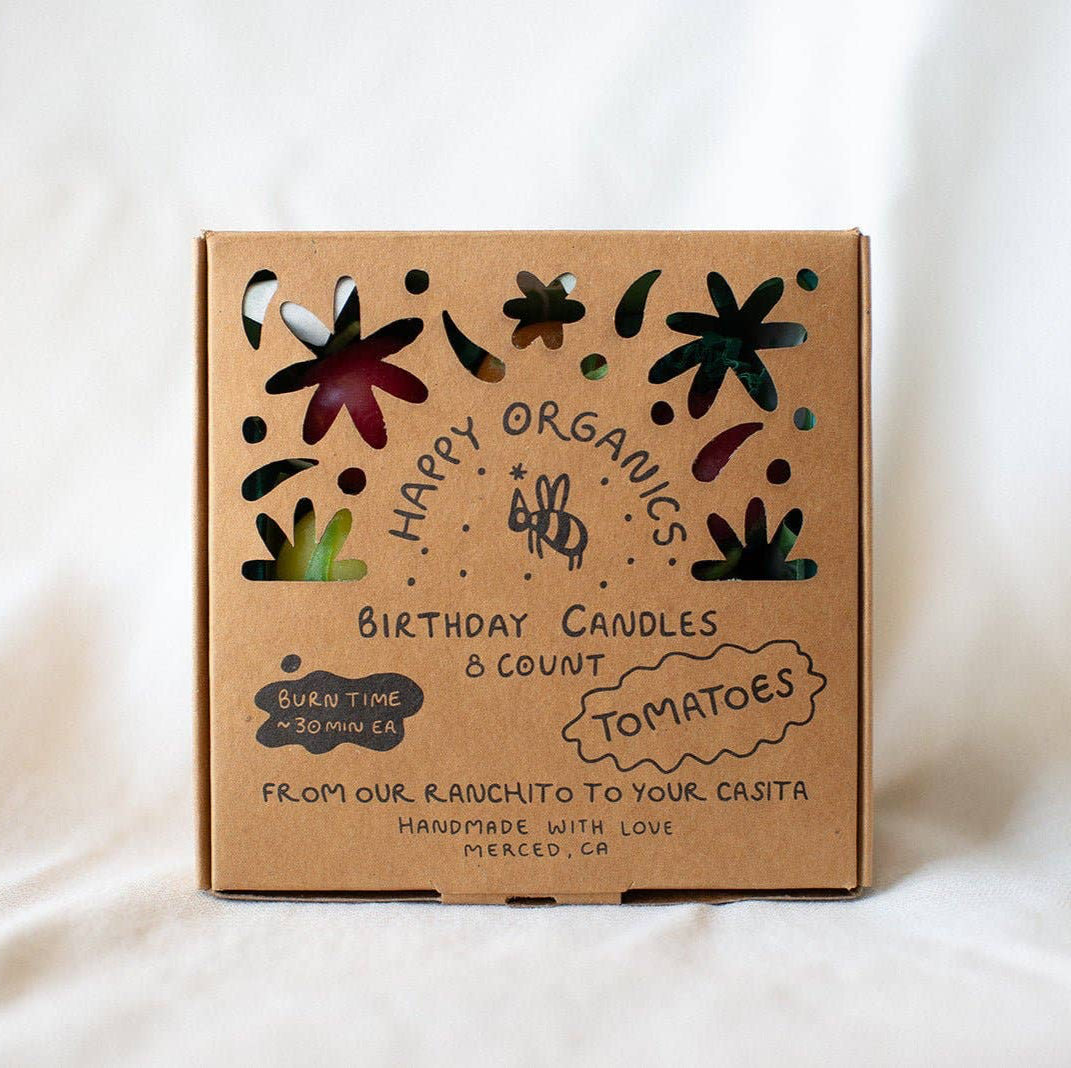 HAPPY ORGANICS
BIRTHDAY CANDLES
8 COUNT
BURN TIME
~30 MIN EA
TOMATOES
FROM OUR RANCHITO TO YOUR CASITA
HANDMADE WITH LOVE
MERCED, CA